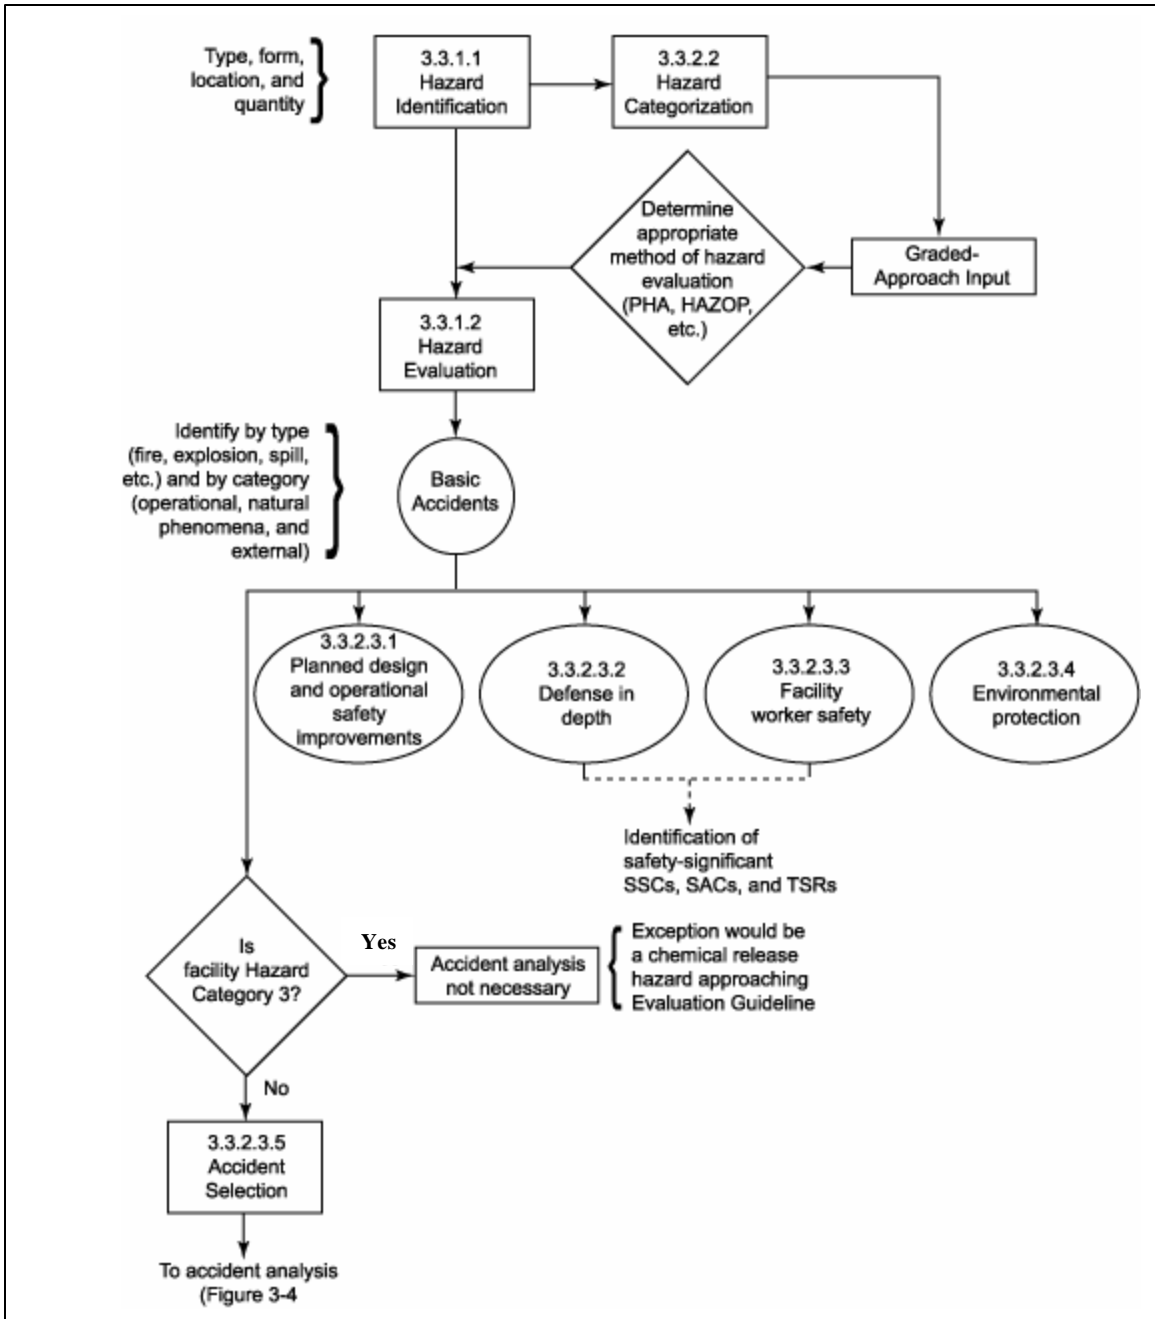 Type, form,
location, and
quantity
3.3.1.1
Hazard
Identification
3.3.2.2
Hazard
Categorization
Determine
appropriate
method of hazard
evaluation
(PHA, HAZOP,
etc.)
Graded-
Approach Input
3.3.1.2
Hazard
Evaluation
Identify by type
(fire, explosion, spill,
etc.) and by category
(operational, natural
phenomena, and
external)
Basic
Accidents
3.3.2.3.1
Planned design
and operational
safety
improvements
3.3.2.3.2
Defense in
depth
3.3.2.3.3
Facility
worker safety
3.3.2.3.4
Environmental
protection
Identification of
safety-significant
SSCs, SACs, and TSRs
Is
facility Hazard
Category 3?
Yes
Accident analysis
not necessary
Exception would be
a chemical release
hazard approaching
Evaluation Guideline
No
3.3.2.3.5
Accident
Selection
To accident analysis
(Figure 3-4